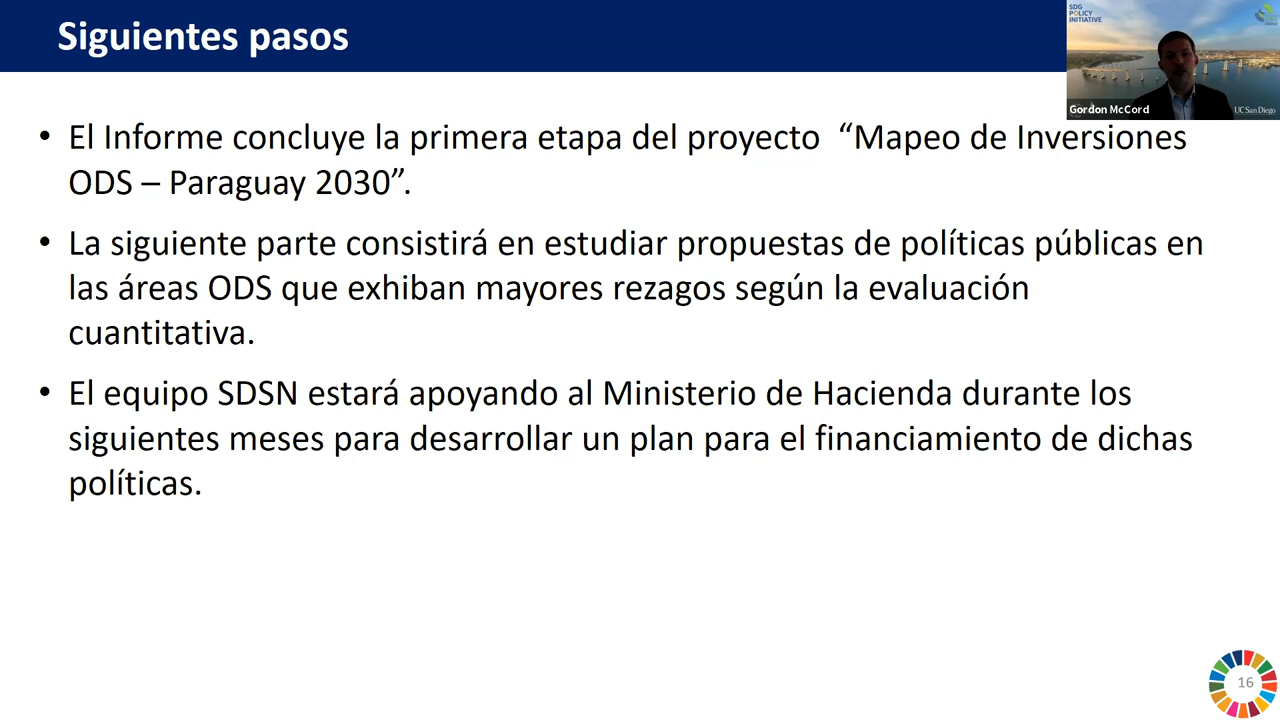 Siguientes pasos
SDG
POLICY
INITIATIVE
Gordon McCord
UC San Diego
• El Informe concluye la primera etapa del proyecto “Mapeo de Inversiones
ODS – Paraguay 2030”.
• La siguiente parte consistirá en estudiar propuestas de políticas públicas en
las áreas ODS que exhiban mayores rezagos según la evaluación
cuantitativa.
• El equipo SDSN estará apoyando al Ministerio de Hacienda durante los
siguientes meses para desarrollar un plan para el financiamiento de dichas
políticas.
16